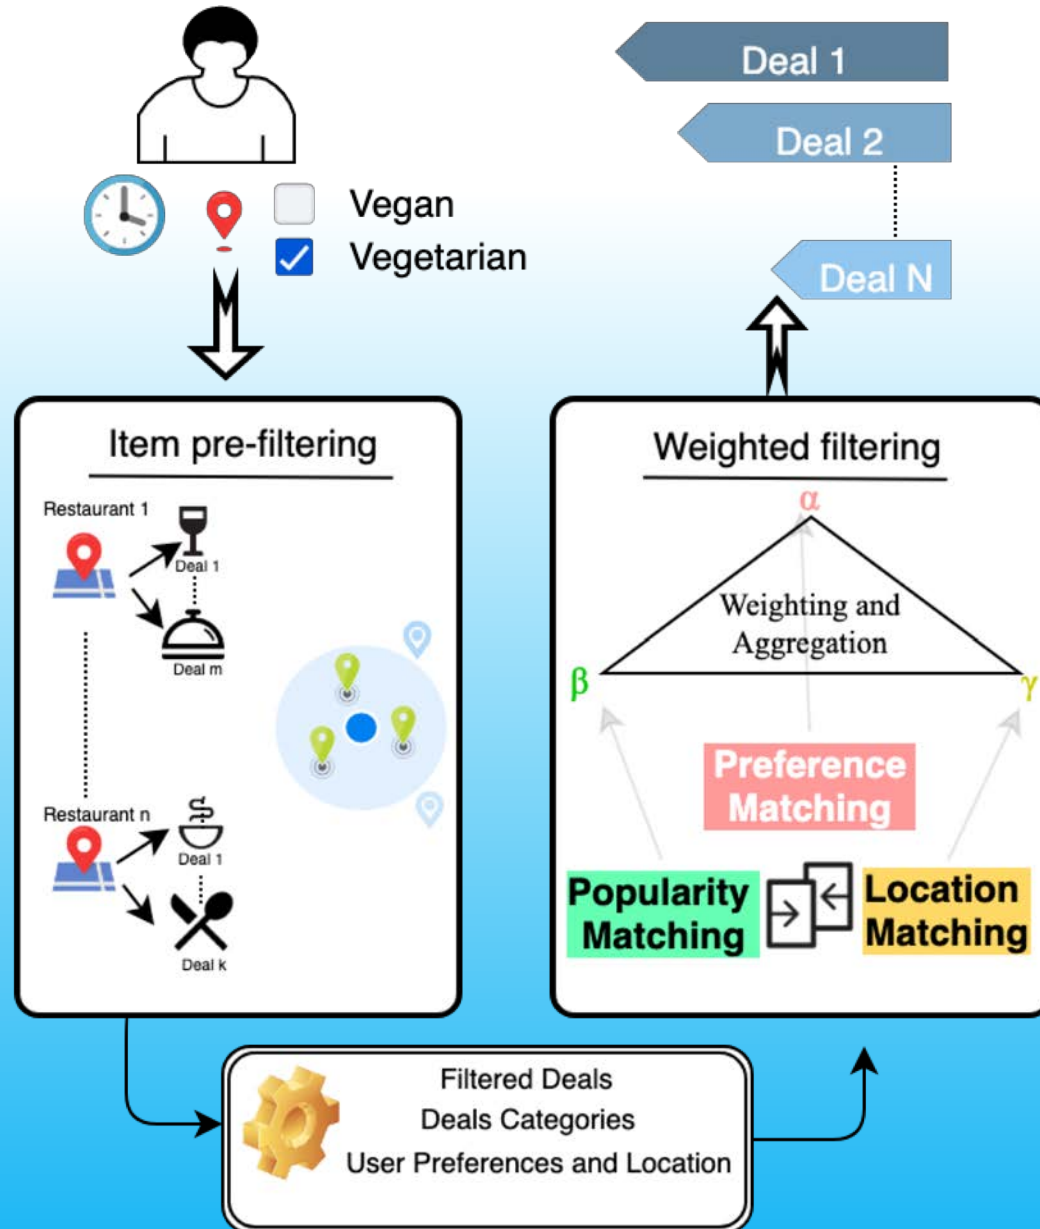 Vegan
Vegetarian
Item pre-filtering
Restaurant 1
Deal 1
Deal m
Restaurant n
Deal 1
Deal k
Filtered Deals
Deals Categories
User Preferences and Location
Deal 1
Deal 2
Deal N
Weighted filtering
α
Weighting and
Aggregation
β
γ
Preference
Matching
Popularity
Matching
Location
Matching